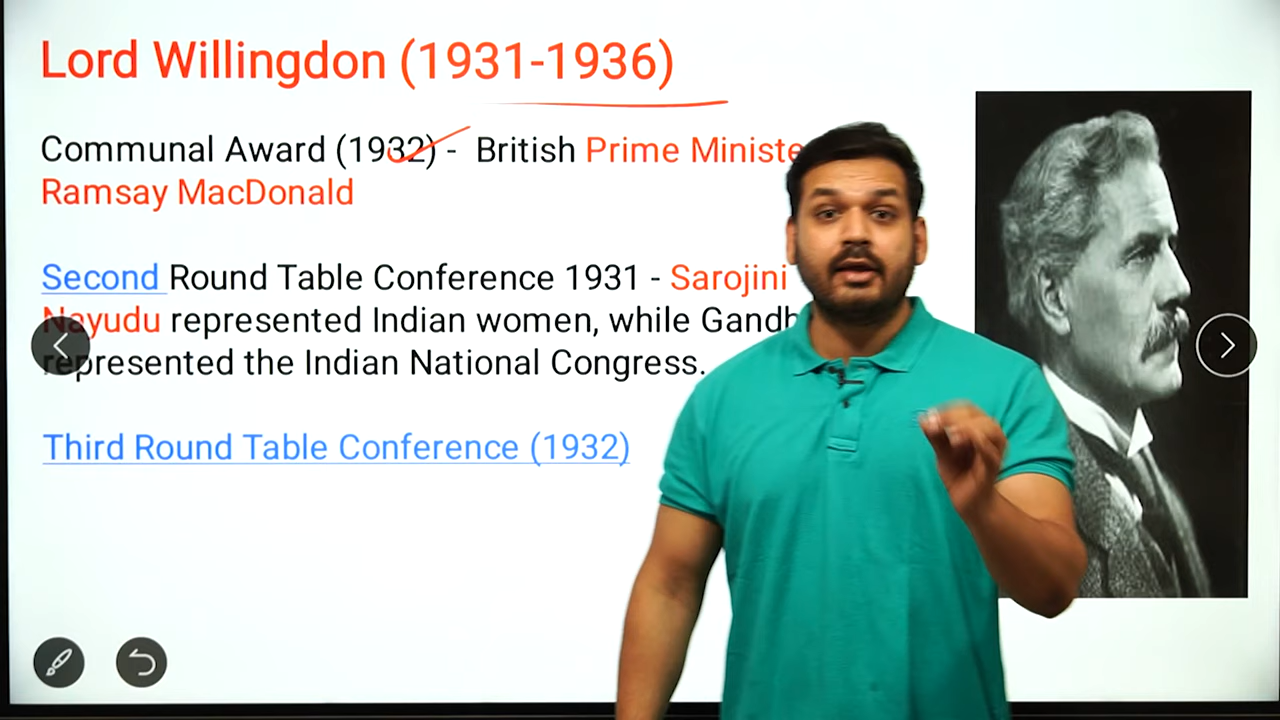 Lord Willingdon (1931-1936)
Communal Award (1932) - British Prime Ministe
Ramsay MacDonald
Second Round Table Conference 1931 - Sarojini
Nayudu represented Indian women, while Gandh
represented the Indian National Congress.
Third Round Table Conference (1932)